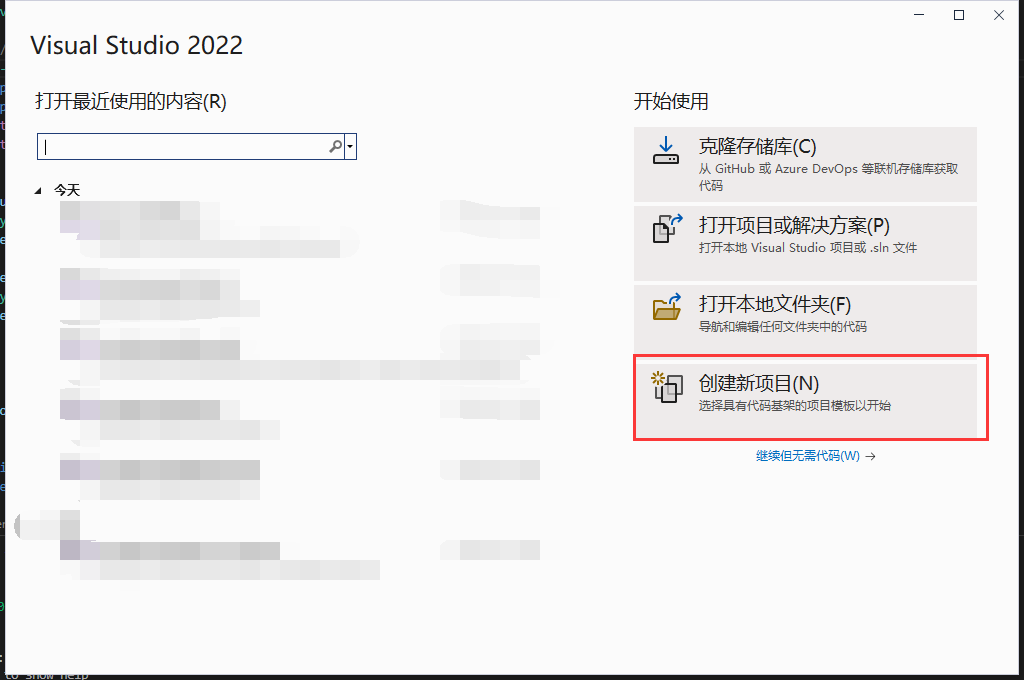 Visual Studio 2022
打开最近使用的内容(R)
今天
开始使用
克隆存储库(C)
从 GitHub 或 Azure DevOps 等联机存储库获取
代码
打开项目或解决方案(P)
打开本地 Visual Studio 项目或 .sln 文件
打开本地文件夹(F)
导航和编辑任何文件夹中的代码
创建新项目(N)
选择具有代码基架的项目模板以开始
继续但无需代码(W) →
to show help